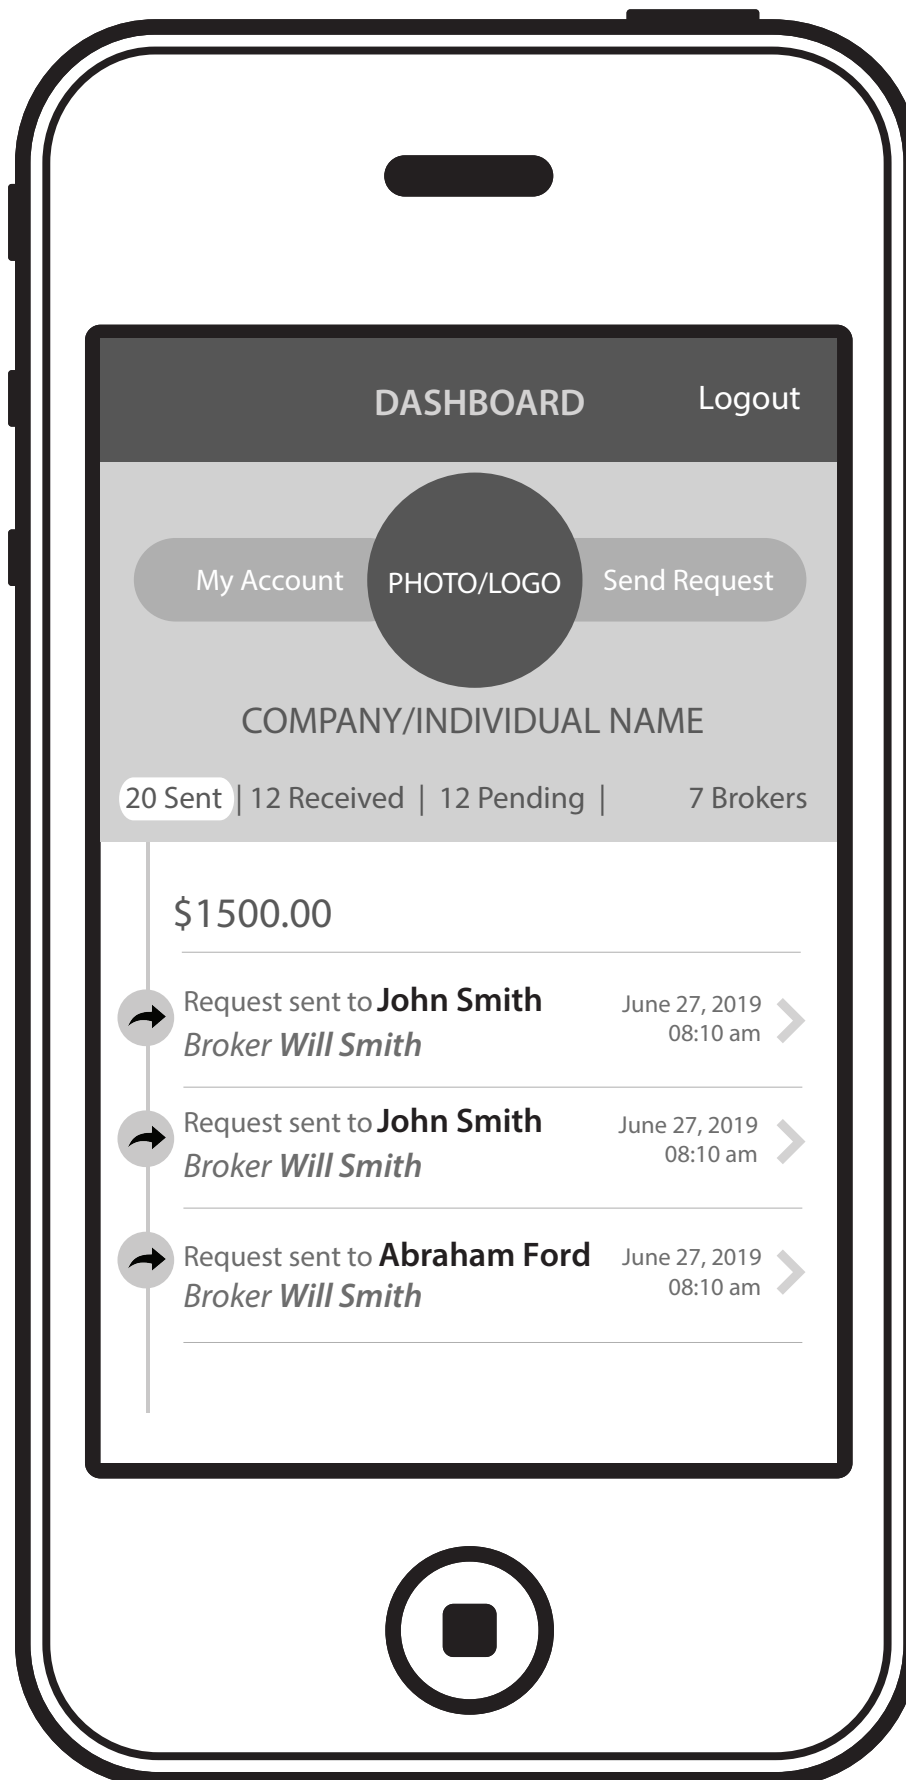 DASHBOARD Logout
My Account PHOTO/LOGO Send Request
COMPANY/INDIVIDUAL NAME
20 Sent | 12 Received | 12 Pending | 7 Brokers
$1500.00
Request sent to John Smith June 27, 2019
Broker Will Smith 08:10 am
Request sent to John Smith June 27, 2019
Broker Will Smith 08:10 am
Request sent to Abraham Ford June 27, 2019
Broker Will Smith 08:10 am